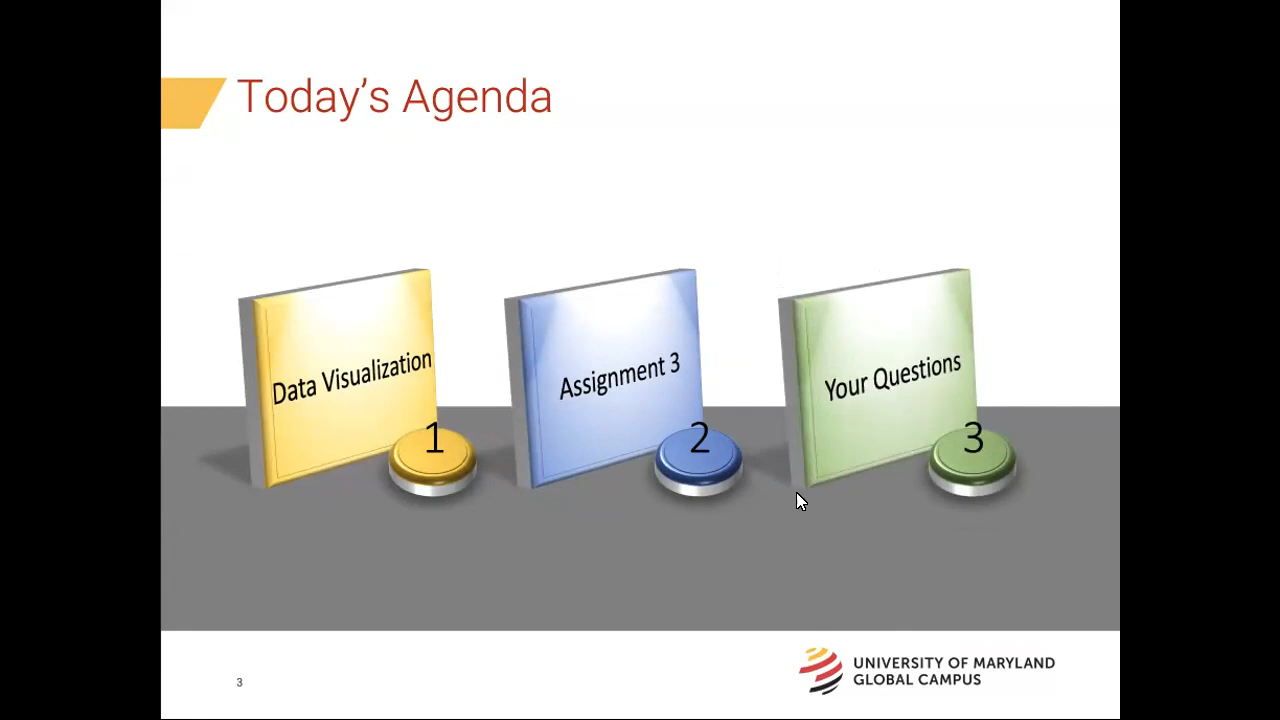 Today’s Agenda
Data Visualization
1
Assignment 3
2
Your Questions
3
3
UNIVERSITY OF MARYLAND
GLOBAL CAMPUS